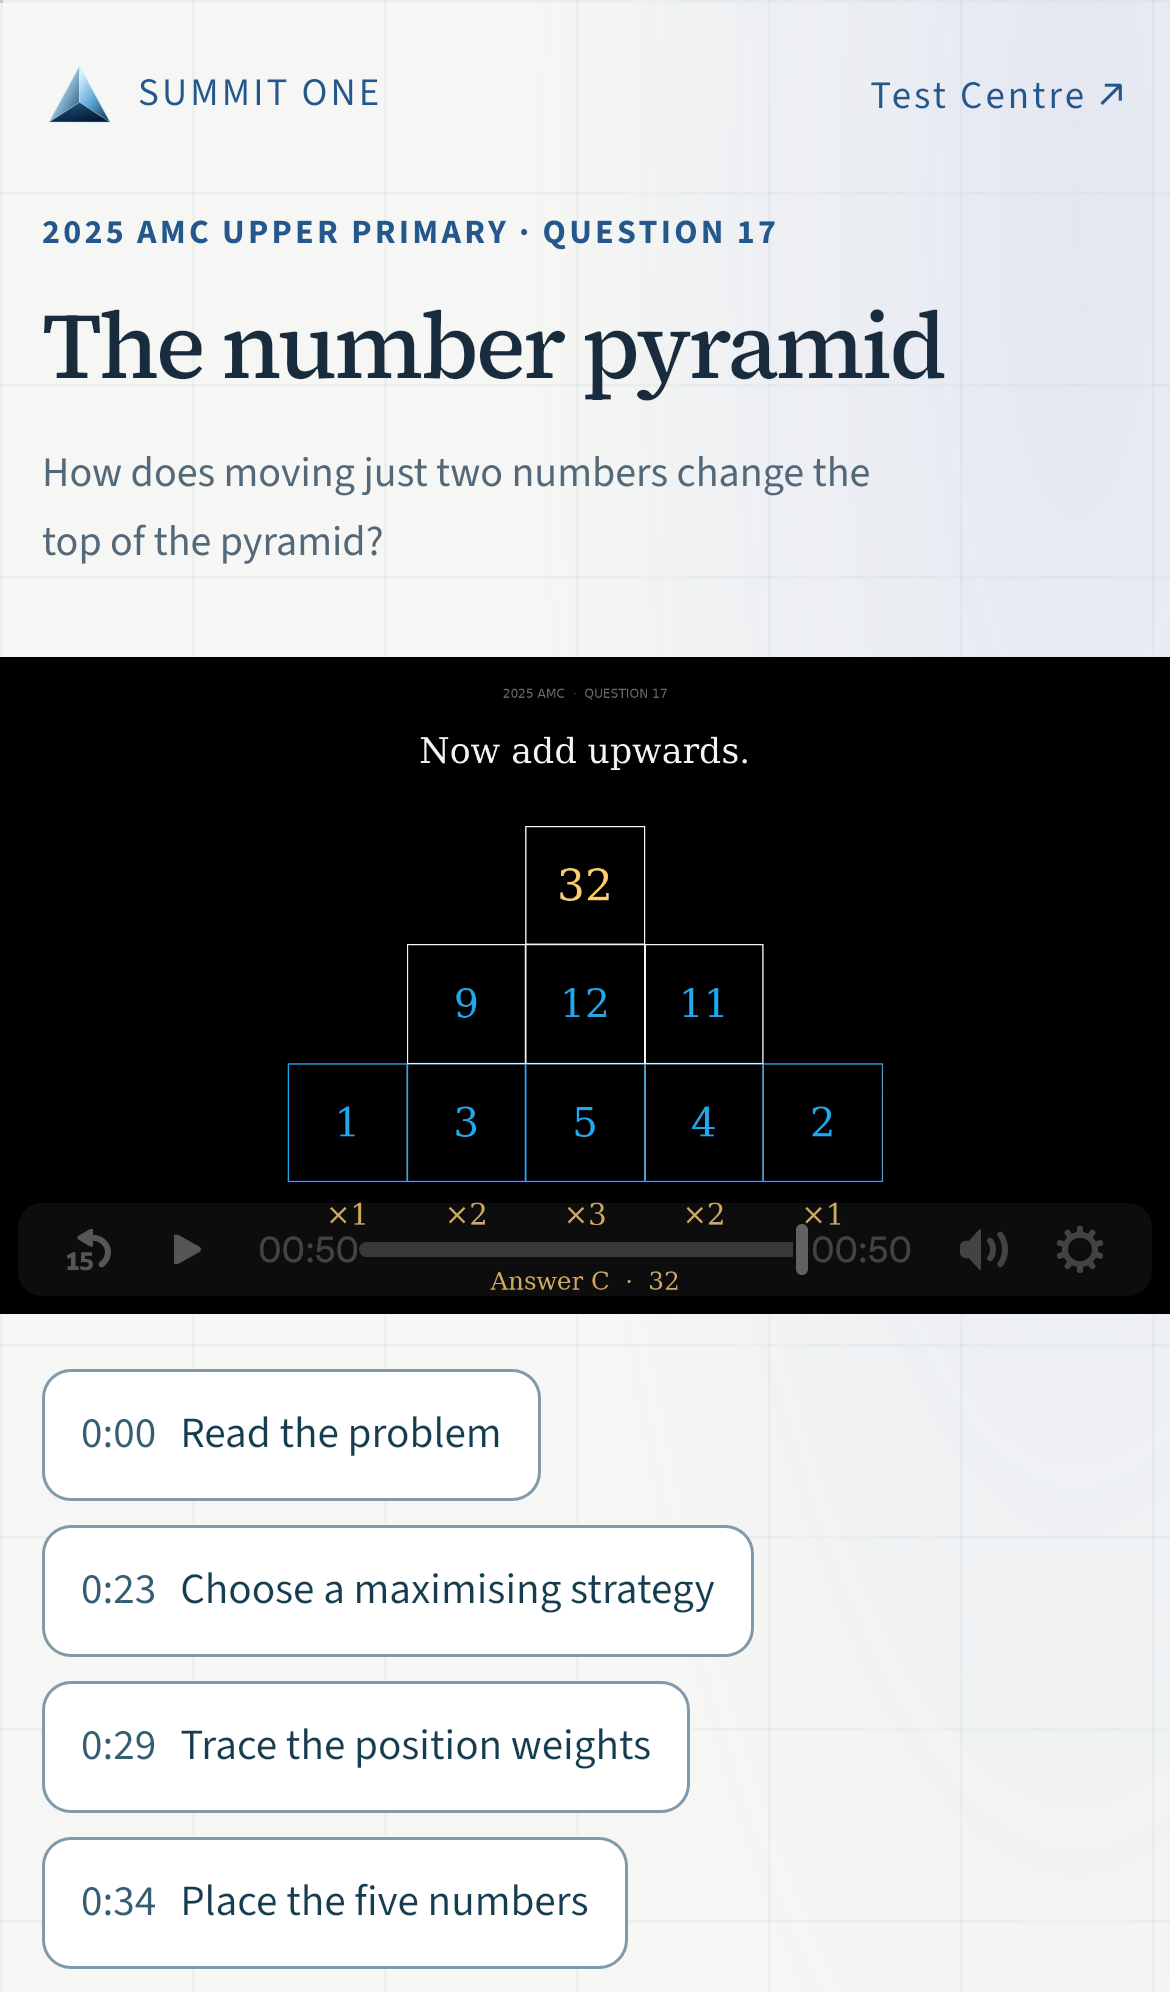 SUMMIT ONE
Test Centre ↗
2025 AMC UPPER PRIMARY · QUESTION 17
The number pyramid
How does moving just two numbers change the
top of the pyramid?
2025 AMC · QUESTION 17
Now add upwards.
32
9 12 11
1 3 5 4 2
×1 ×2 ×3 ×2 ×1
15 00:50 00:50
Answer C · 32
0:00 Read the problem
0:23 Choose a maximising strategy
0:29 Trace the position weights
0:34 Place the five numbers